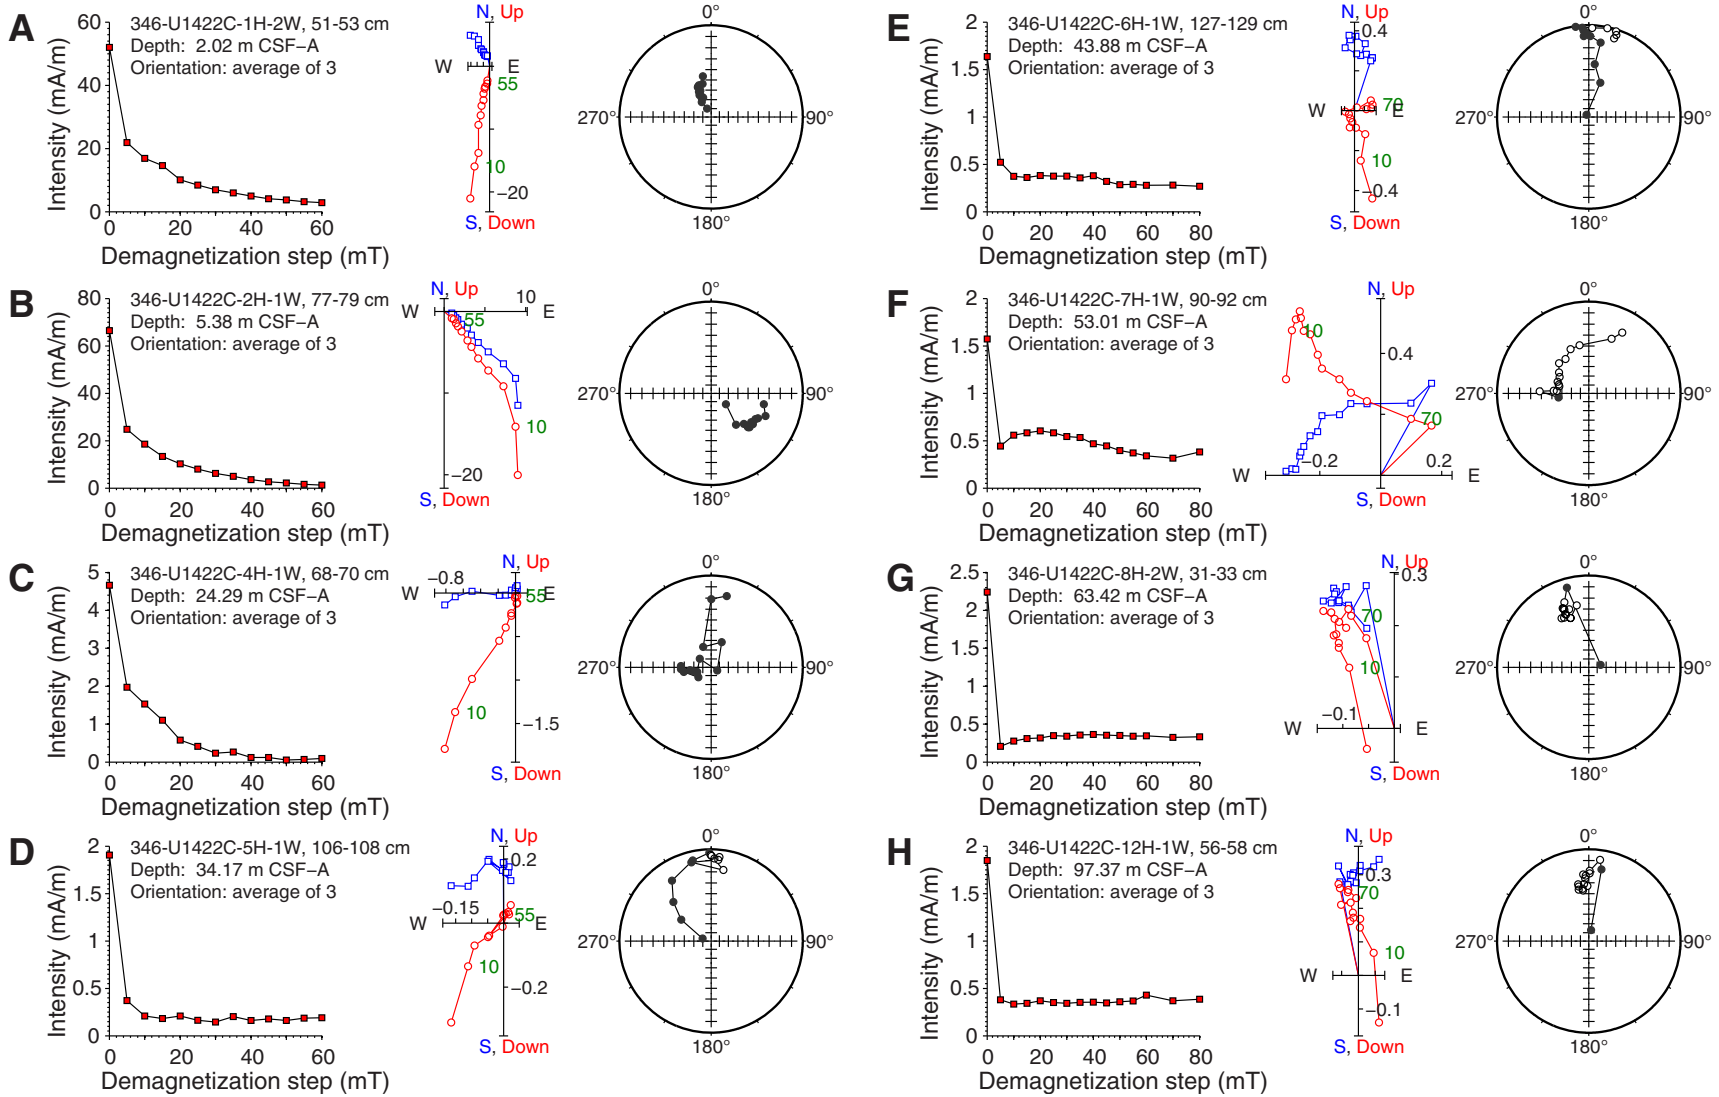 A
346-U1422C-1H-2W, 51-53 cm
Depth: 2.02 m CSF–A
Orientation: average of 3
Intensity (mA/m)
60
40
20
0
0 20 40 60
Demagnetization step (mT)
N, Up
W E
55
10
−20
S, Down
0°
270° 90°
180°
B
346-U1422C-2H-1W, 77-79 cm
Depth: 5.38 m CSF–A
Orientation: average of 3
Intensity (mA/m)
80
60
40
20
0
0 20 40 60
Demagnetization step (mT)
N, Up
10
W E
55
10
−20
S, Down
0°
270° 90°
180°
C
346-U1422C-4H-1W, 68-70 cm
Depth: 24.29 m CSF–A
Orientation: average of 3
Intensity (mA/m)
5
4
3
2
1
0
0 20 40 60
Demagnetization step (mT)
N, Up
−0.8
W E
55
10
−1.5
S, Down
0°
270° 90°
180°
D
346-U1422C-5H-1W, 106-108 cm
Depth: 34.17 m CSF–A
Orientation: average of 3
Intensity (mA/m)
2
1.5
1
0.5
0
0 20 40 60
Demagnetization step (mT)
N, Up
0.2
−0.15
W E
55
10
−0.2
S, Down
0°
270° 90°
180°
E
346-U1422C-6H-1W, 127-129 cm
Depth: 43.88 m CSF–A
Orientation: average of 3
Intensity (mA/m)
2
1.5
1
0.5
0
0 20 40 60 80
Demagnetization step (mT)
N, Up
0.4
70
W E
10
−0.4
S, Down
0°
270° 90°
180°
F
346-U1422C-7H-1W, 90-92 cm
Depth: 53.01 m CSF–A
Orientation: average of 3
Intensity (mA/m)
2
1.5
1
0.5
0
0 20 40 60 80
Demagnetization step (mT)
N, Up
10
0.4
70
−0.2 0.2
W E
S, Down
0°
270° 90°
180°
G
346-U1422C-8H-2W, 31-33 cm
Depth: 63.42 m CSF–A
Orientation: average of 3
Intensity (mA/m)
2.5
2
1.5
1
0.5
0
0 20 40 60 80
Demagnetization step (mT)
N, Up
0.3
70
10
−0.1
W E
S, Down
0°
270° 90°
180°
H
346-U1422C-12H-1W, 56-58 cm
Depth: 97.37 m CSF–A
Orientation: average of 3
Intensity (mA/m)
2
1.5
1
0.5
0
0 20 40 60 80
Demagnetization step (mT)
N, Up
0.3
70
10
W E
−0.1
S, Down
0°
270° 90°
180°